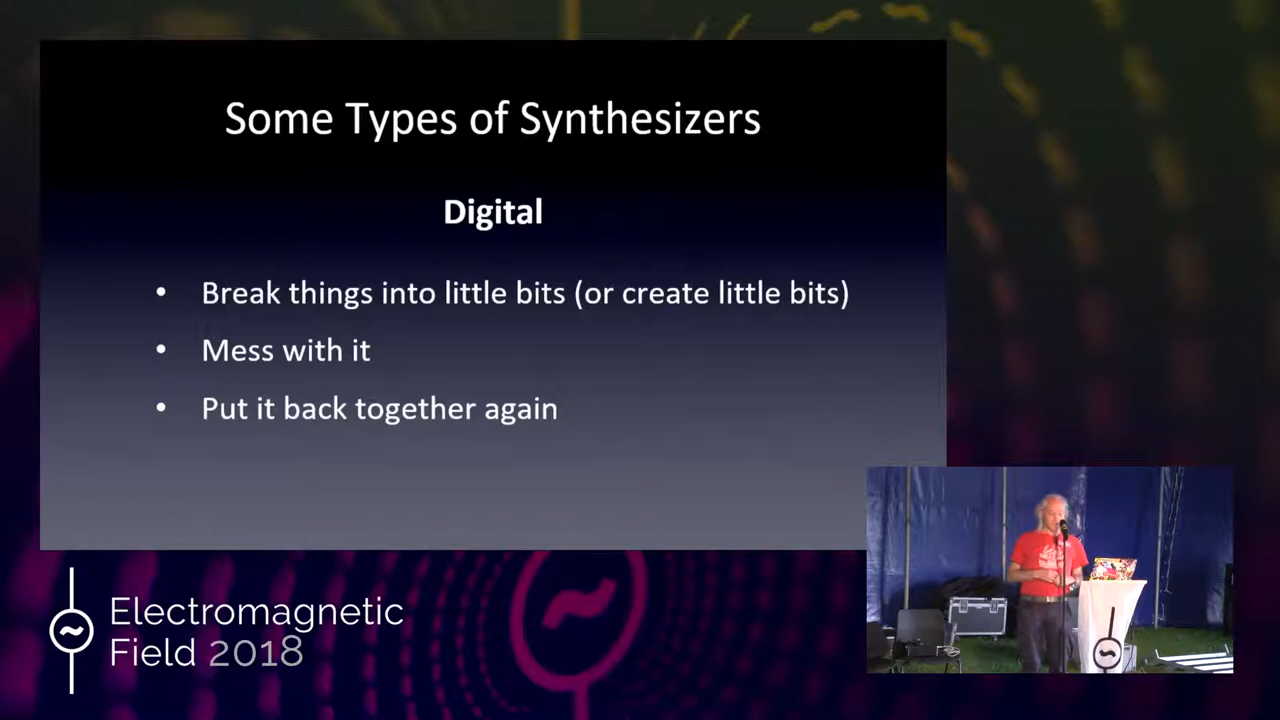 Some Types of Synthesizers
Digital
• Break things into little bits (or create little bits)
• Mess with it
• Put it back together again
Electromagnetic
Field 2018